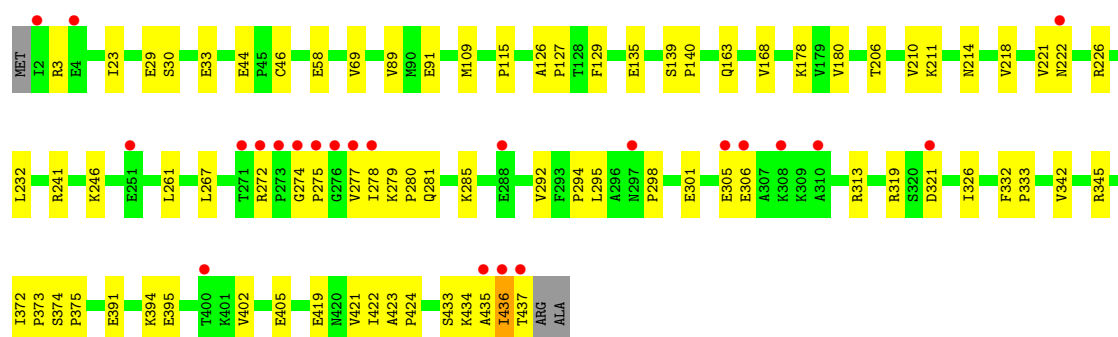 MET I2 R3 E4 I23 E29 S30 E33 E44 P45 C46 E58 V69 V89 M90 E91 M109 P115 A126 P127 T128 F129 E135 S139 P140 Q163 V168 K178 V179 V180 T206 V210 K211 N214 V218 V221 N222 R226
L232 R241 K246 E251 L261 L267 T271 R272 P273 G274 P275 G276 V277 I278 K279 P280 Q281 K285 E288 V292 F293 P294 L295 A296 N297 P298 E301 E305 E306 A307 K308 K309 A310 R313 R319 S320 D321 I326 F332 P333 V342 R345
I372 P373 S374 P375 E391 K394 E395 T400 K401 V402 E405 E419 N420 V421 I422 A423 P424 S433 K434 A435 I436 T437 ARG ALA